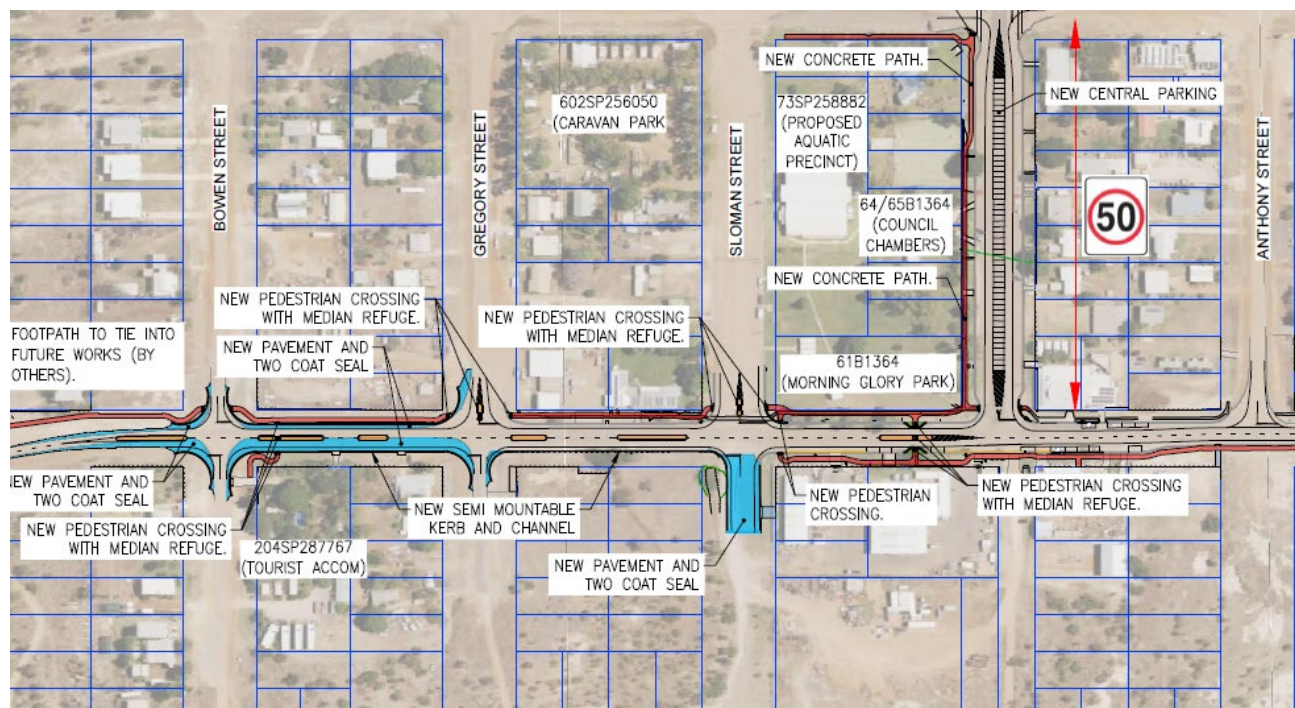 NEW CONCRETE PATH.
602SP256050
(CARAVAN PARK
73SP258882
(PROPOSED
AQUATIC
PRECINCT)
NEW CENTRAL PARKING
BOWEN STREET
GREGORY STREET
SLOMAN STREET
ANTHONY STREET
50
64/65B1364
(COUNCIL
CHAMBERS)
NEW CONCRETE PATH.
NEW PEDESTRIAN CROSSING
WITH MEDIAN REFUGE.
NEW PEDESTRIAN CROSSING
WITH MEDIAN REFUGE.
FOOTPATH TO TIE INTO
FUTURE WORKS (BY
OTHERS).
NEW PAVEMENT AND
TWO COAT SEAL
61B1364
(MORNING GLORY PARK)
NEW PAVEMENT AND
TWO COAT SEAL
NEW PEDESTRIAN CROSSING
WITH MEDIAN REFUGE.
204SP287767
(TOURIST ACCOM)
NEW SEMI MOUNTABLE
KERB AND CHANNEL
NEW PAVEMENT AND
TWO COAT SEAL
NEW PEDESTRIAN
CROSSING.
NEW PEDESTRIAN CROSSING
WITH MEDIAN REFUGE.